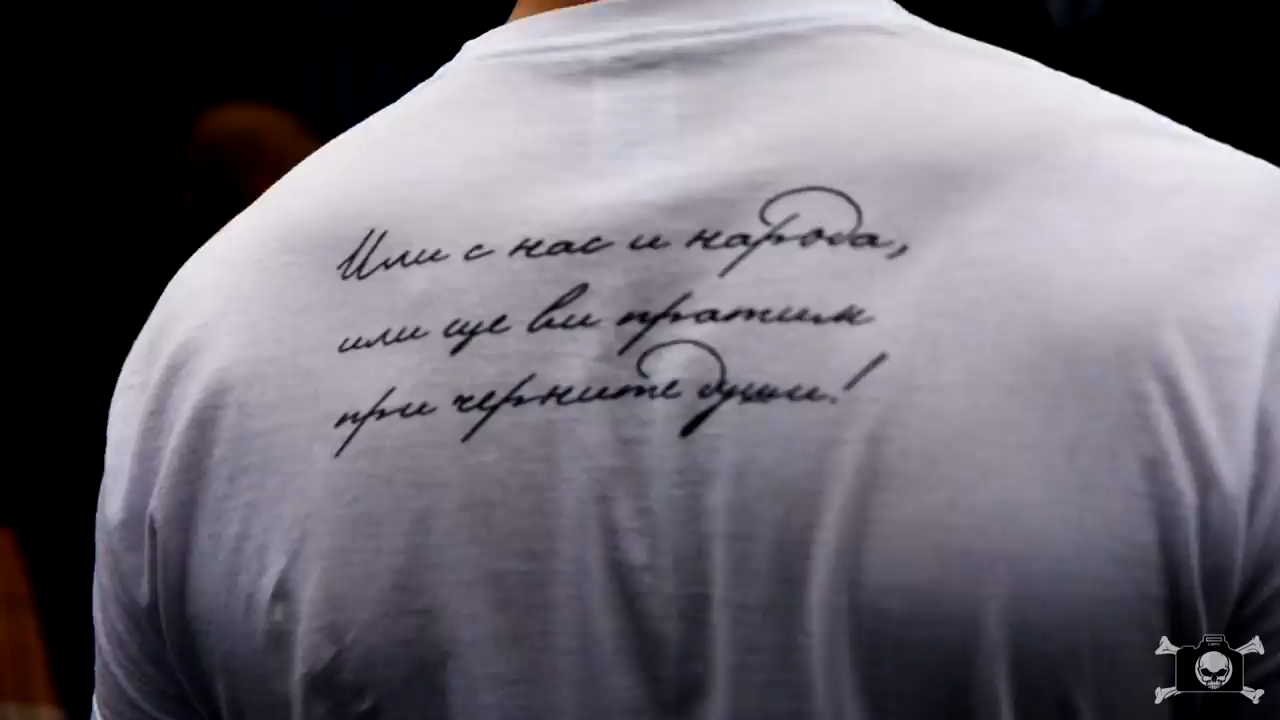 Или с нас и народа,
или ще ви пратим
при черните души!